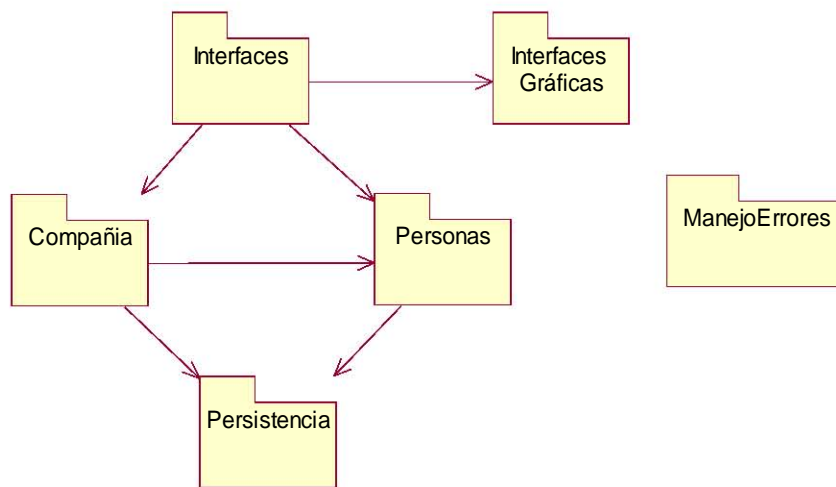 Interfaces
Interfaces
Gráficas
Compañia
Personas
ManejoErrores
Persistencia